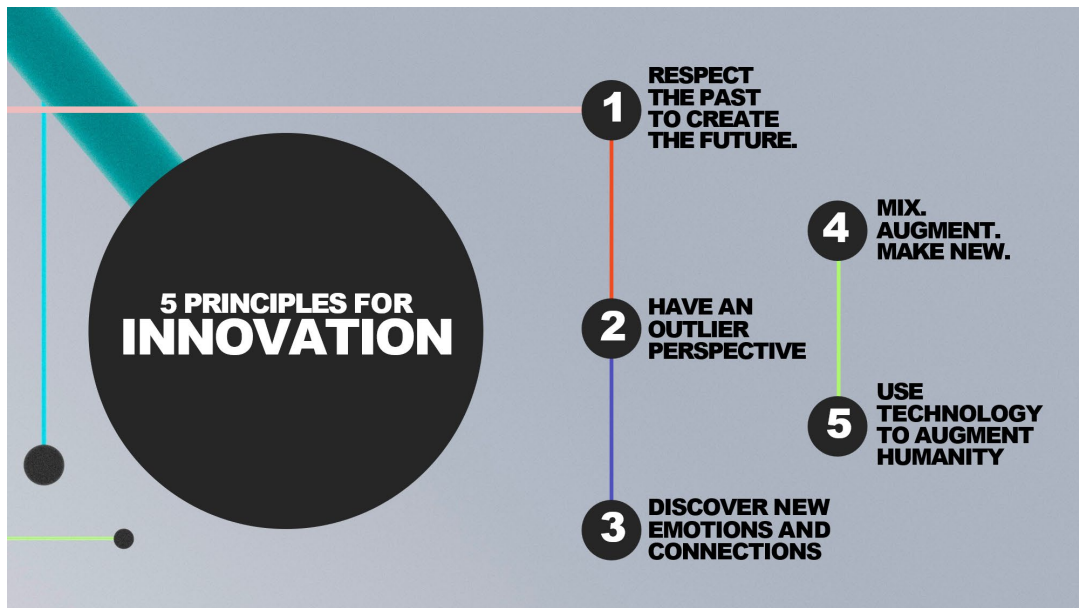 5 PRINCIPLES FOR
INNOVATION
1
RESPECT
THE PAST
TO CREATE
THE FUTURE.
2
HAVE AN
OUTLIER
PERSPECTIVE
3
DISCOVER NEW
EMOTIONS AND
CONNECTIONS
4
MIX.
AUGMENT.
MAKE NEW.
5
USE
TECHNOLOGY
TO AUGMENT
HUMANITY